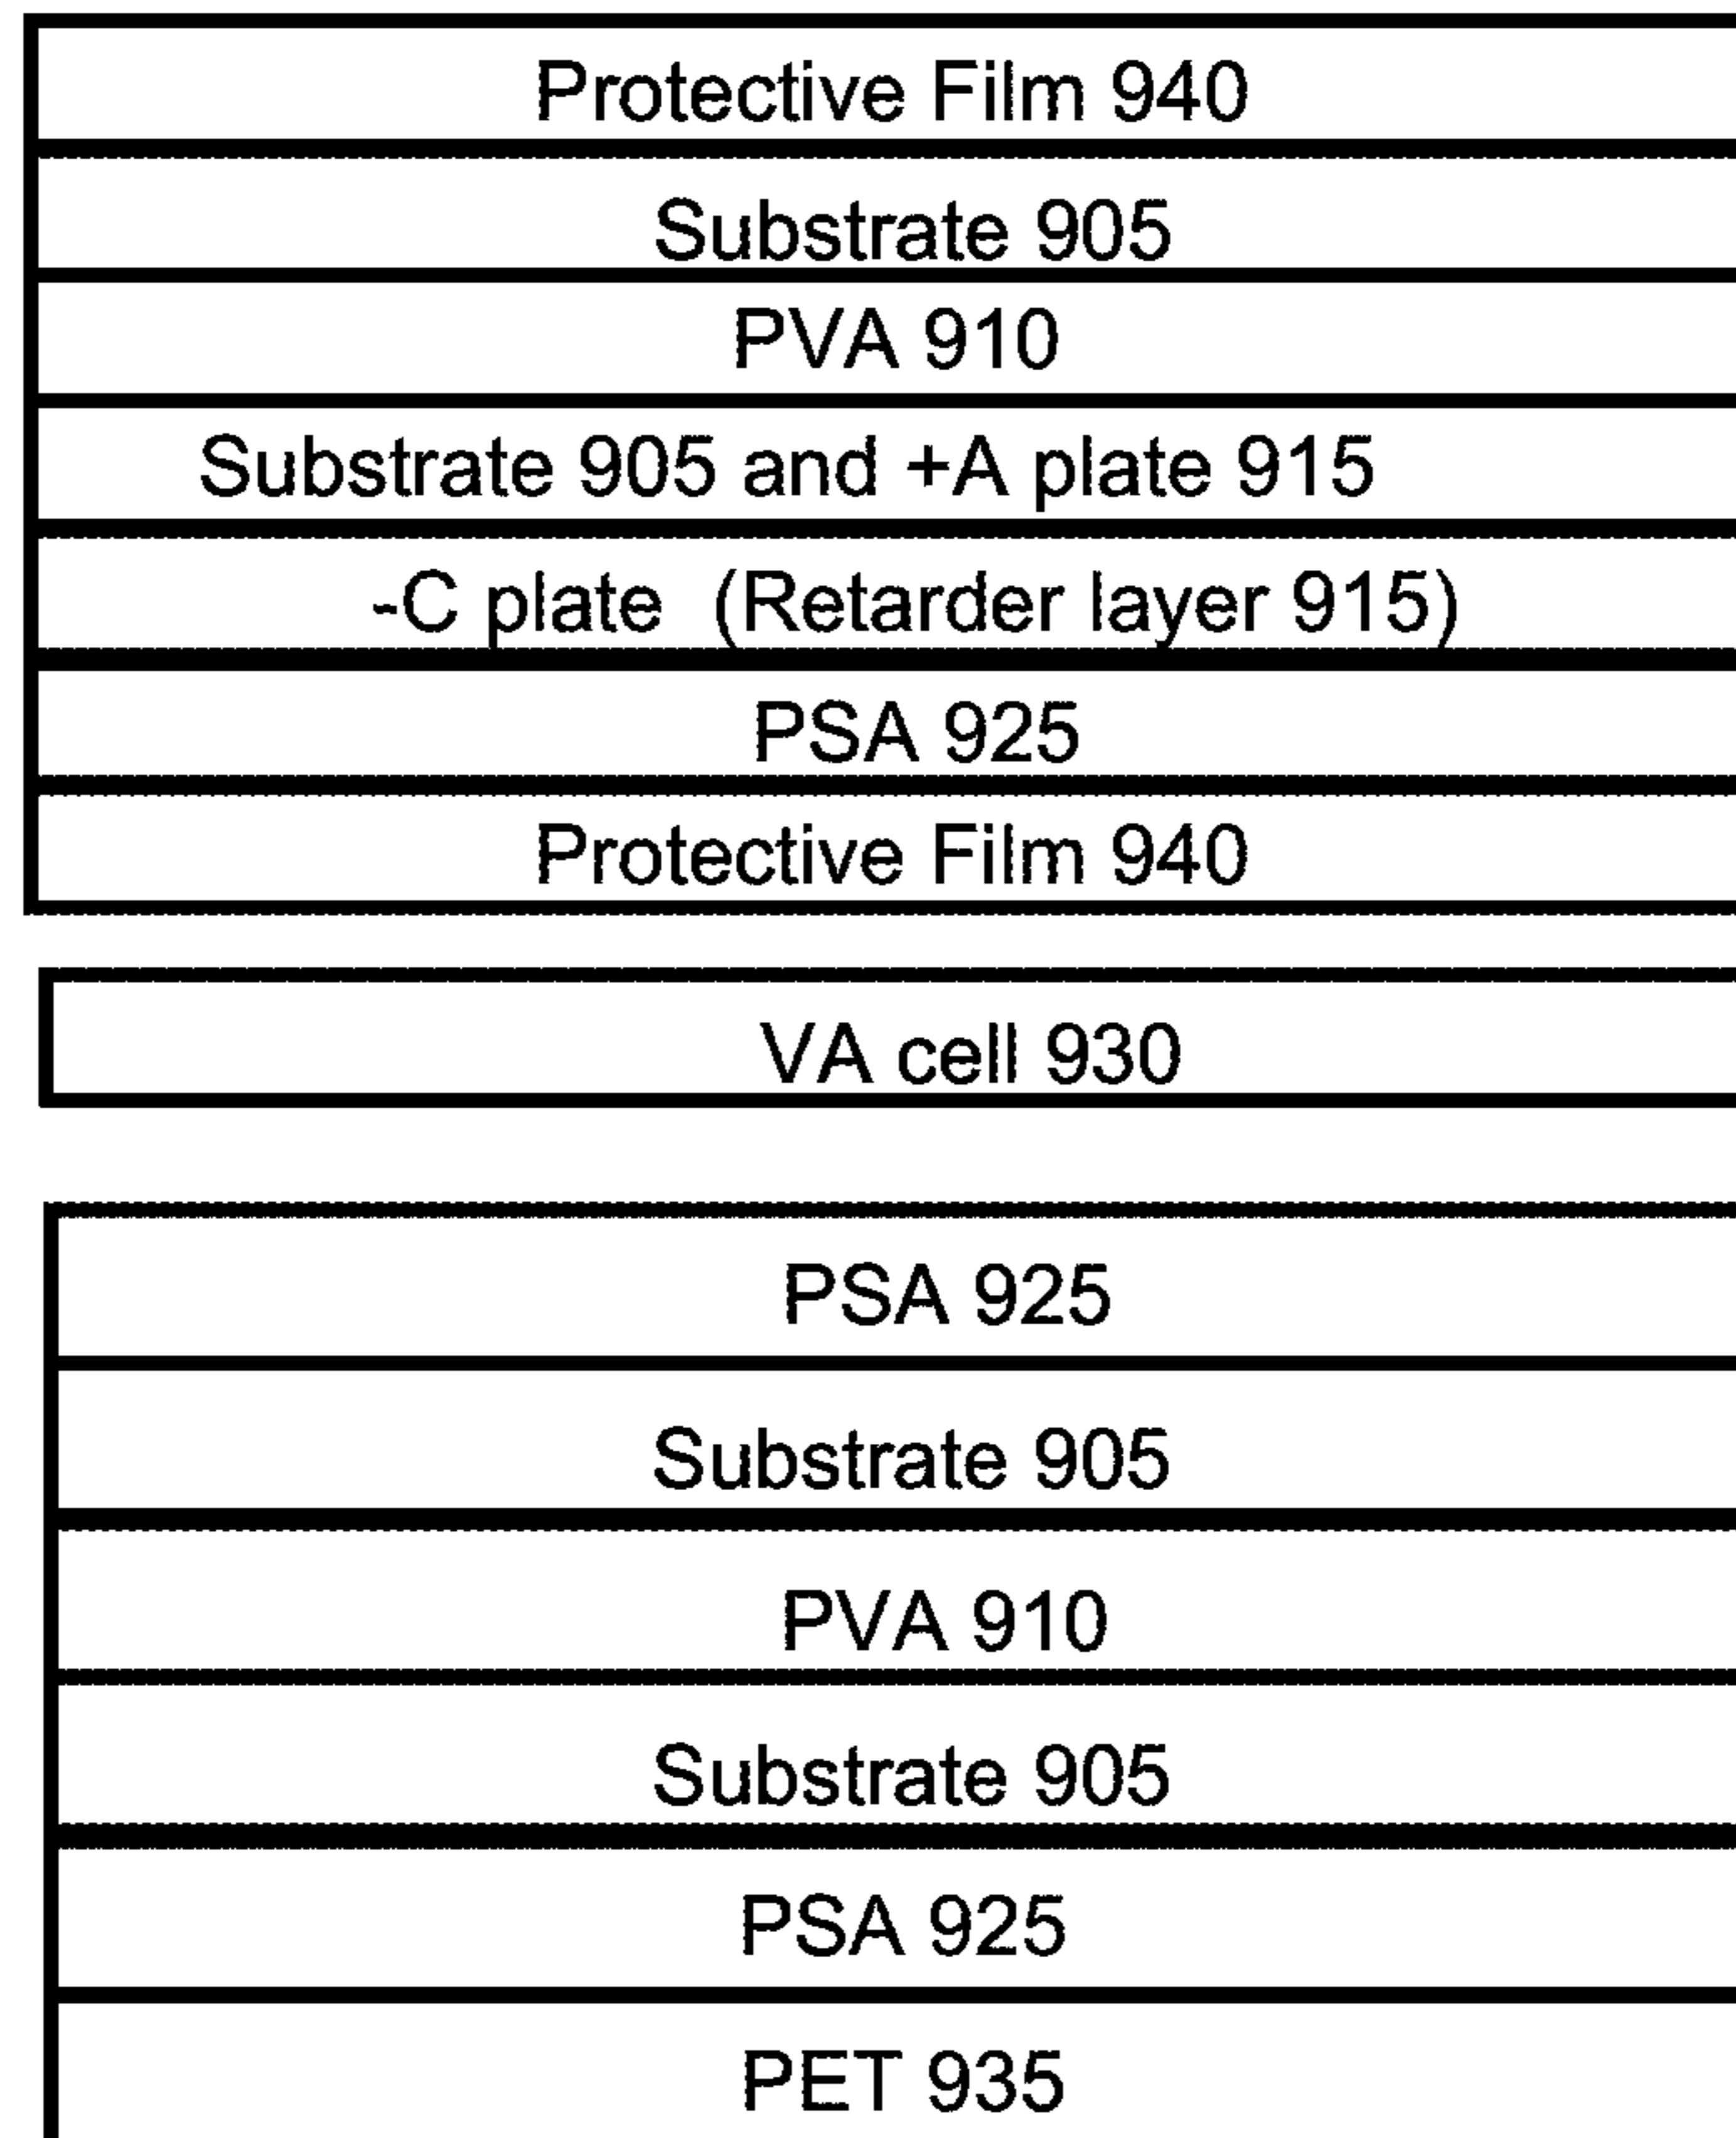 Protective Film 940
Substrate 905
PVA 910
Substrate 905 and +A plate 915
-C plate (Retarder layer 915)
PSA 925
Protective Film 940
VA cell 930
PSA 925
Substrate 905
PVA 910
Substrate 905
PSA 925
PET 935